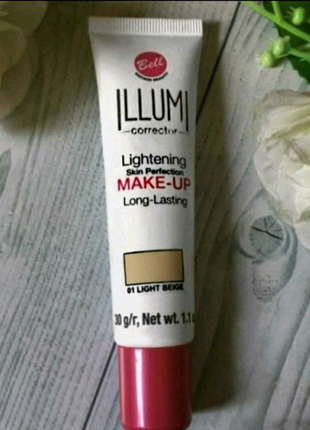 Bell
ILLUMI
corrector
Lightening
Skin Perfection
MAKE-UP
Long-Lasting
01 LIGHT BEIGE
30 g/r, Net wt. 1.1